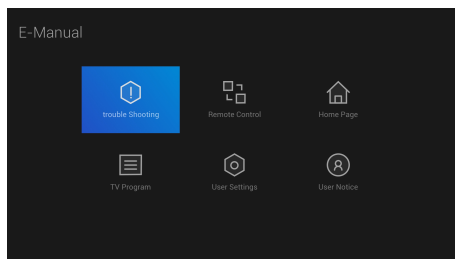 E-Manual
trouble Shooting
Remote Control
Home Page
TV Program
User Settings
User Notice